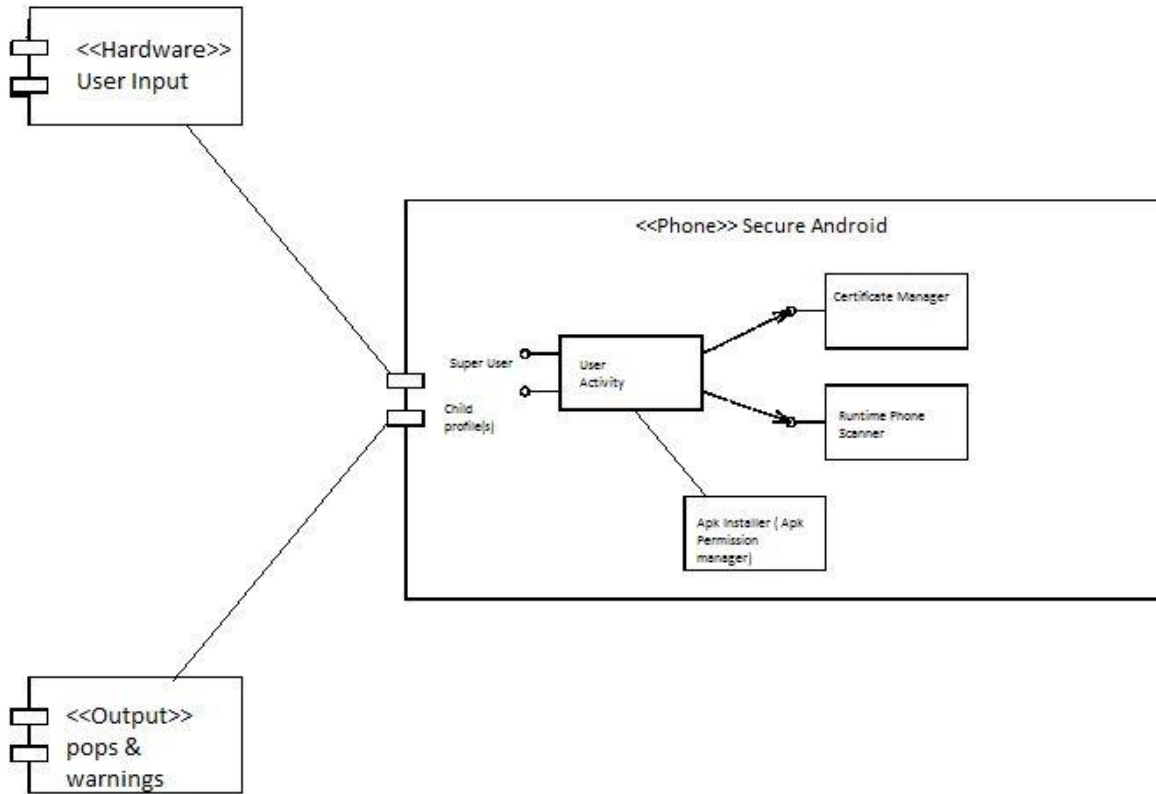 <<Hardware>>
User Input
<<Phone>> Secure Android
Certificate Manager
Super User
User
Activity
Child
profile(s)
Runtime Phone
Scanner
Apk Installer ( Apk
Permission
manager)
<<Output>>
pops &
warnings